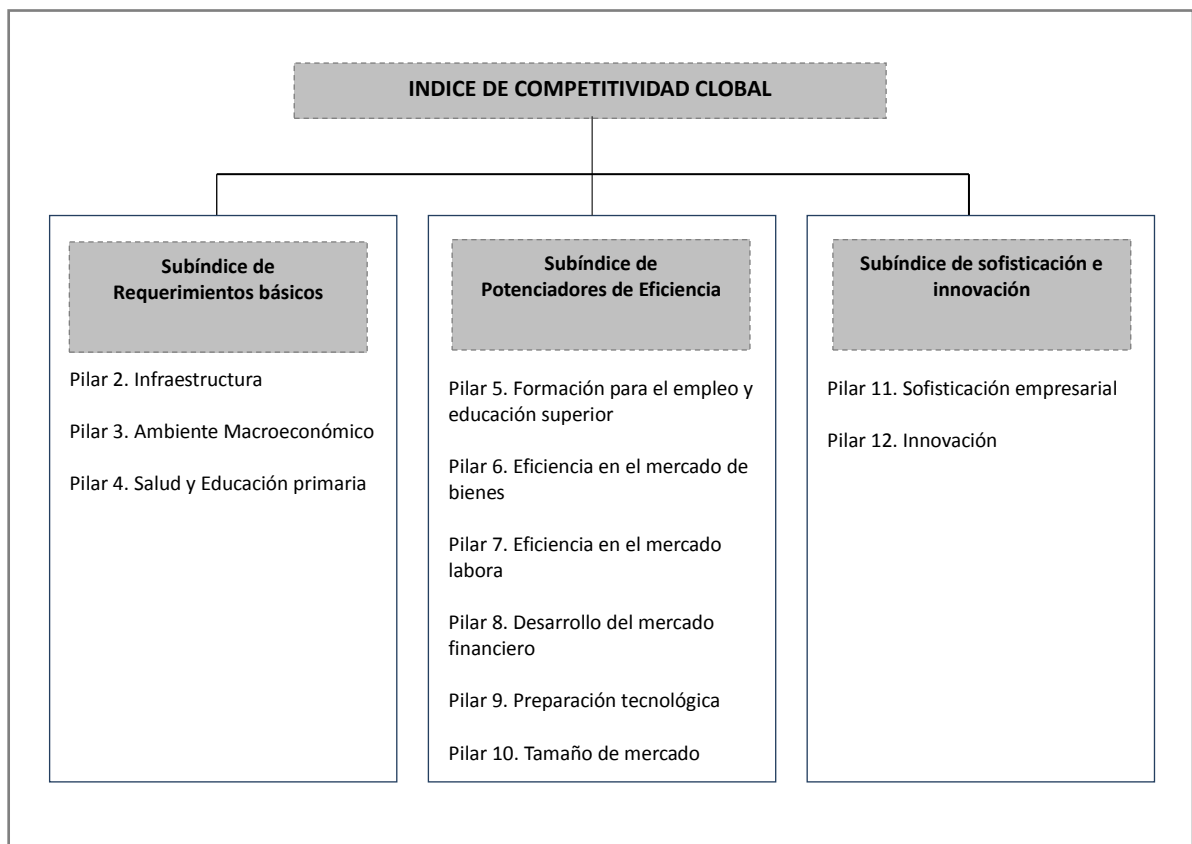 INDICE DE COMPETITIVIDAD CLOBAL
Subíndice de
Requerimientos básicos
Pilar 2. Infraestructura
Pilar 3. Ambiente Macroeconómico
Pilar 4. Salud y Educación primaria
Subíndice de
Potenciadores de Eficiencia
Pilar 5. Formación para el empleo y
educación superior
Pilar 6. Eficiencia en el mercado de
bienes
Pilar 7. Eficiencia en el mercado
labora
Pilar 8. Desarrollo del mercado
financiero
Pilar 9. Preparación tecnológica
Pilar 10. Tamaño de mercado
Subíndice de sofisticación e
innovación
Pilar 11. Sofisticación empresarial
Pilar 12. Innovación